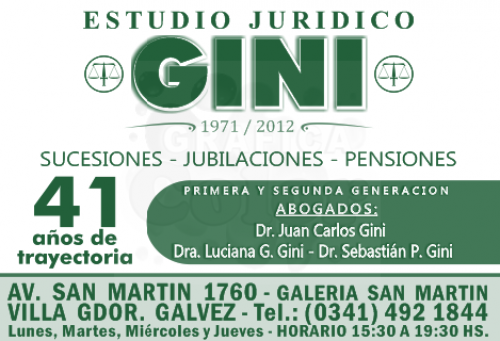 ESTUDIO JURIDICO
GINI
1971 / 2012
GRAFICA
SUCESIONES - JUBILACIONES - PENSIONES
41
años de
trayectoria
PRIMERA Y SEGUNDA GENERACION
ABOGADOS:
Dr. Juan Carlos Gini
Dra. Luciana G. Gini - Dr. Sebastián P. Gini
AV. SAN MARTIN 1760 - GALERIA SAN MARTIN
VILLA GDOR. GALVEZ - Tel.: (0341) 492 1844
Lunes, Martes, Miércoles y Jueves - HORARIO 15:30 A 19:30 HS.